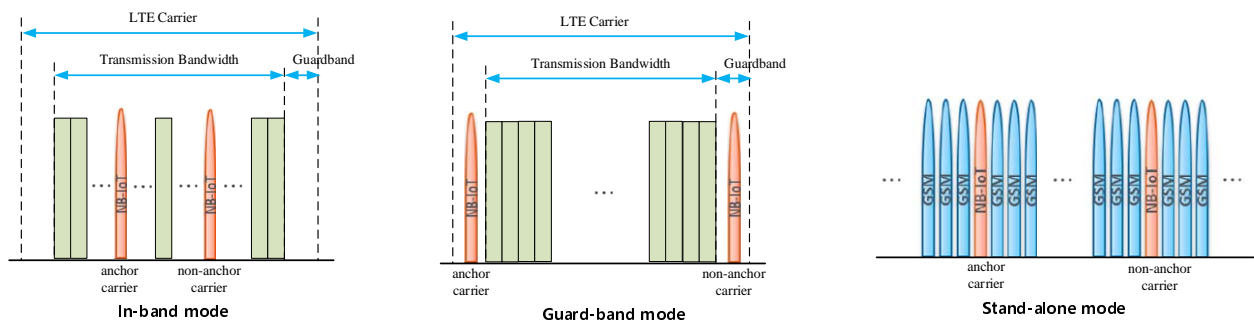 LTE Carrier
Transmission Bandwidth
Guardband
... NB-IoT ... ... NB-IoT ...
anchor
carrier
non-anchor
carrier
In-band mode
LTE Carrier
Transmission Bandwidth
Guardband
NB-IoT ... NB-IoT
anchor
carrier
non-anchor
carrier
Guard-band mode
... GSM GSM GSM NB-IoT GSM GSM GSM ... GSM GSM GSM NB-IoT GSM GSM GSM ...
anchor
carrier
non-anchor
carrier
Stand-alone mode